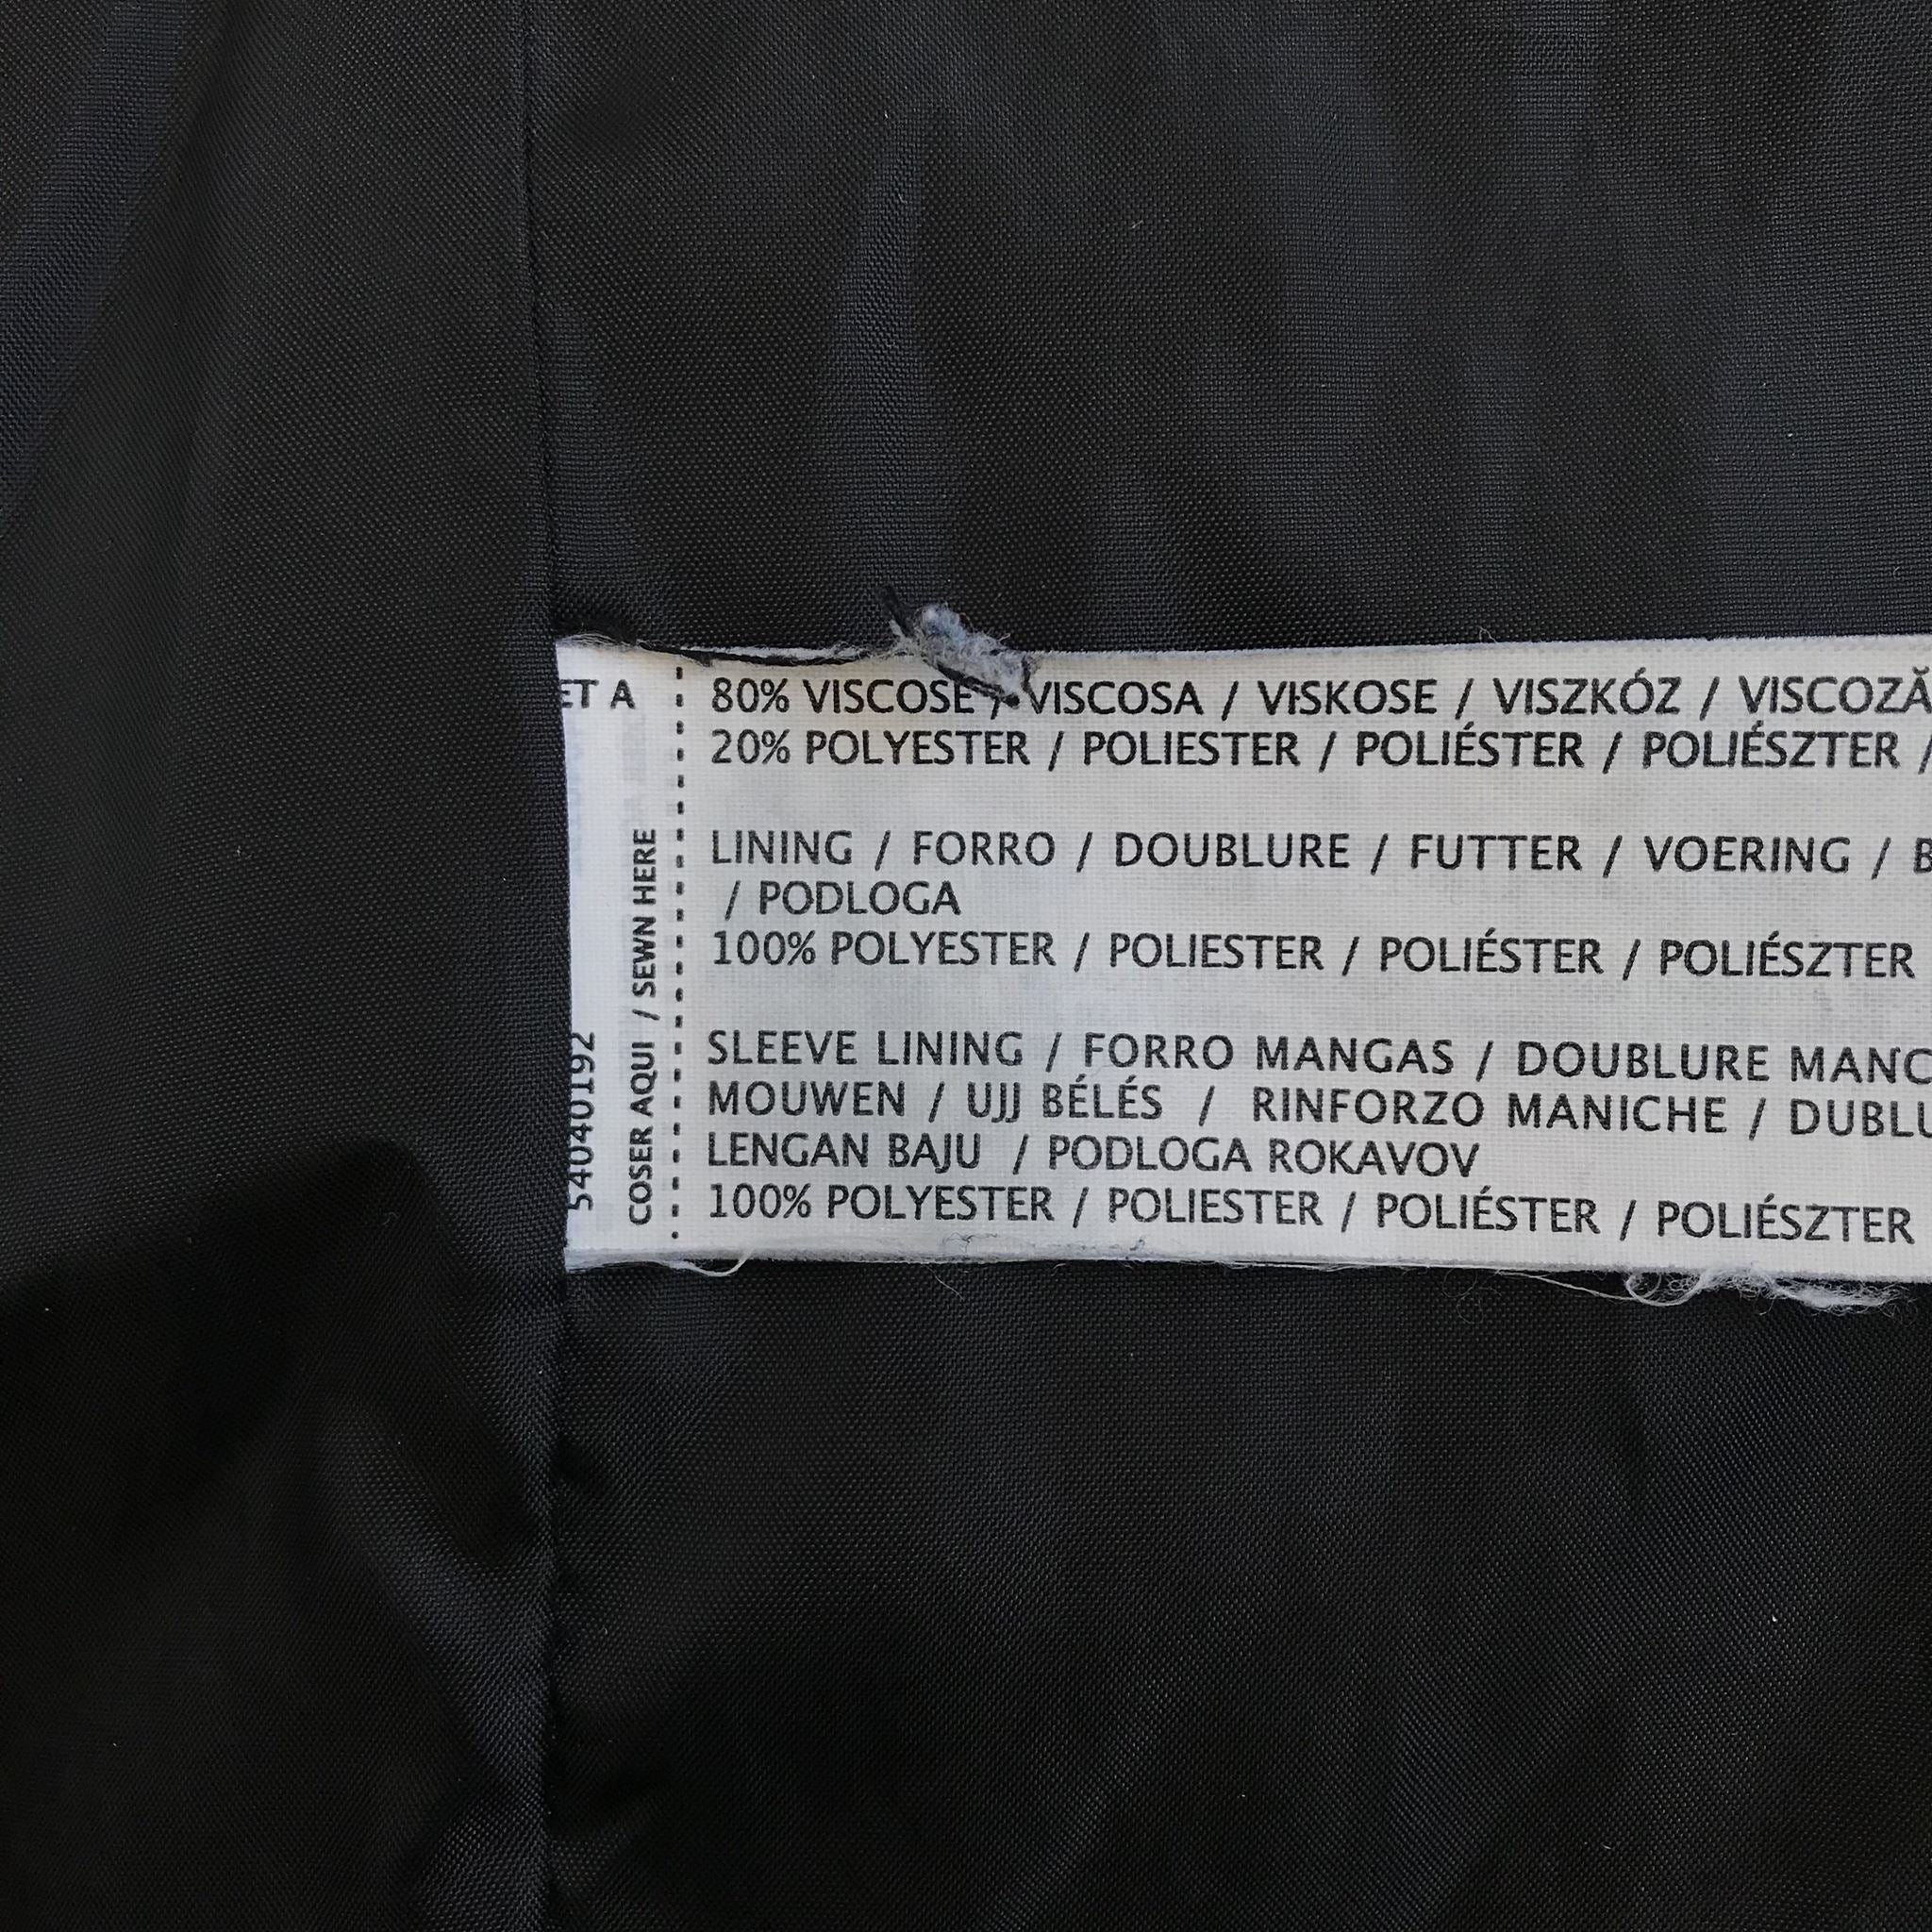 ET A
80% VISCOSE / VISCOSA / VISKOSE / VISZKÓZ / VISCOZĂ
20% POLYESTER / POLIESTER / POLIÉSTER / POLIÉSZTER /
LINING / FORRO / DOUBLURE / FUTTER / VOERING / B
/ PODLOGA
100% POLYESTER / POLIESTER / POLIÉSTER / POLIÉSZTER
SLEEVE LINING / FORRO MANGAS / DOUBLURE MANC
MOUWEN / UJJ BÉLÉS / RINFORZO MANICHE / DUBLU
LENGAN BAJU / PODLOGA ROKAVOV
100% POLYESTER / POLIESTER / POLIÉSTER / POLIÉSZTER
COSER AQUI / SEWN HERE
54040192